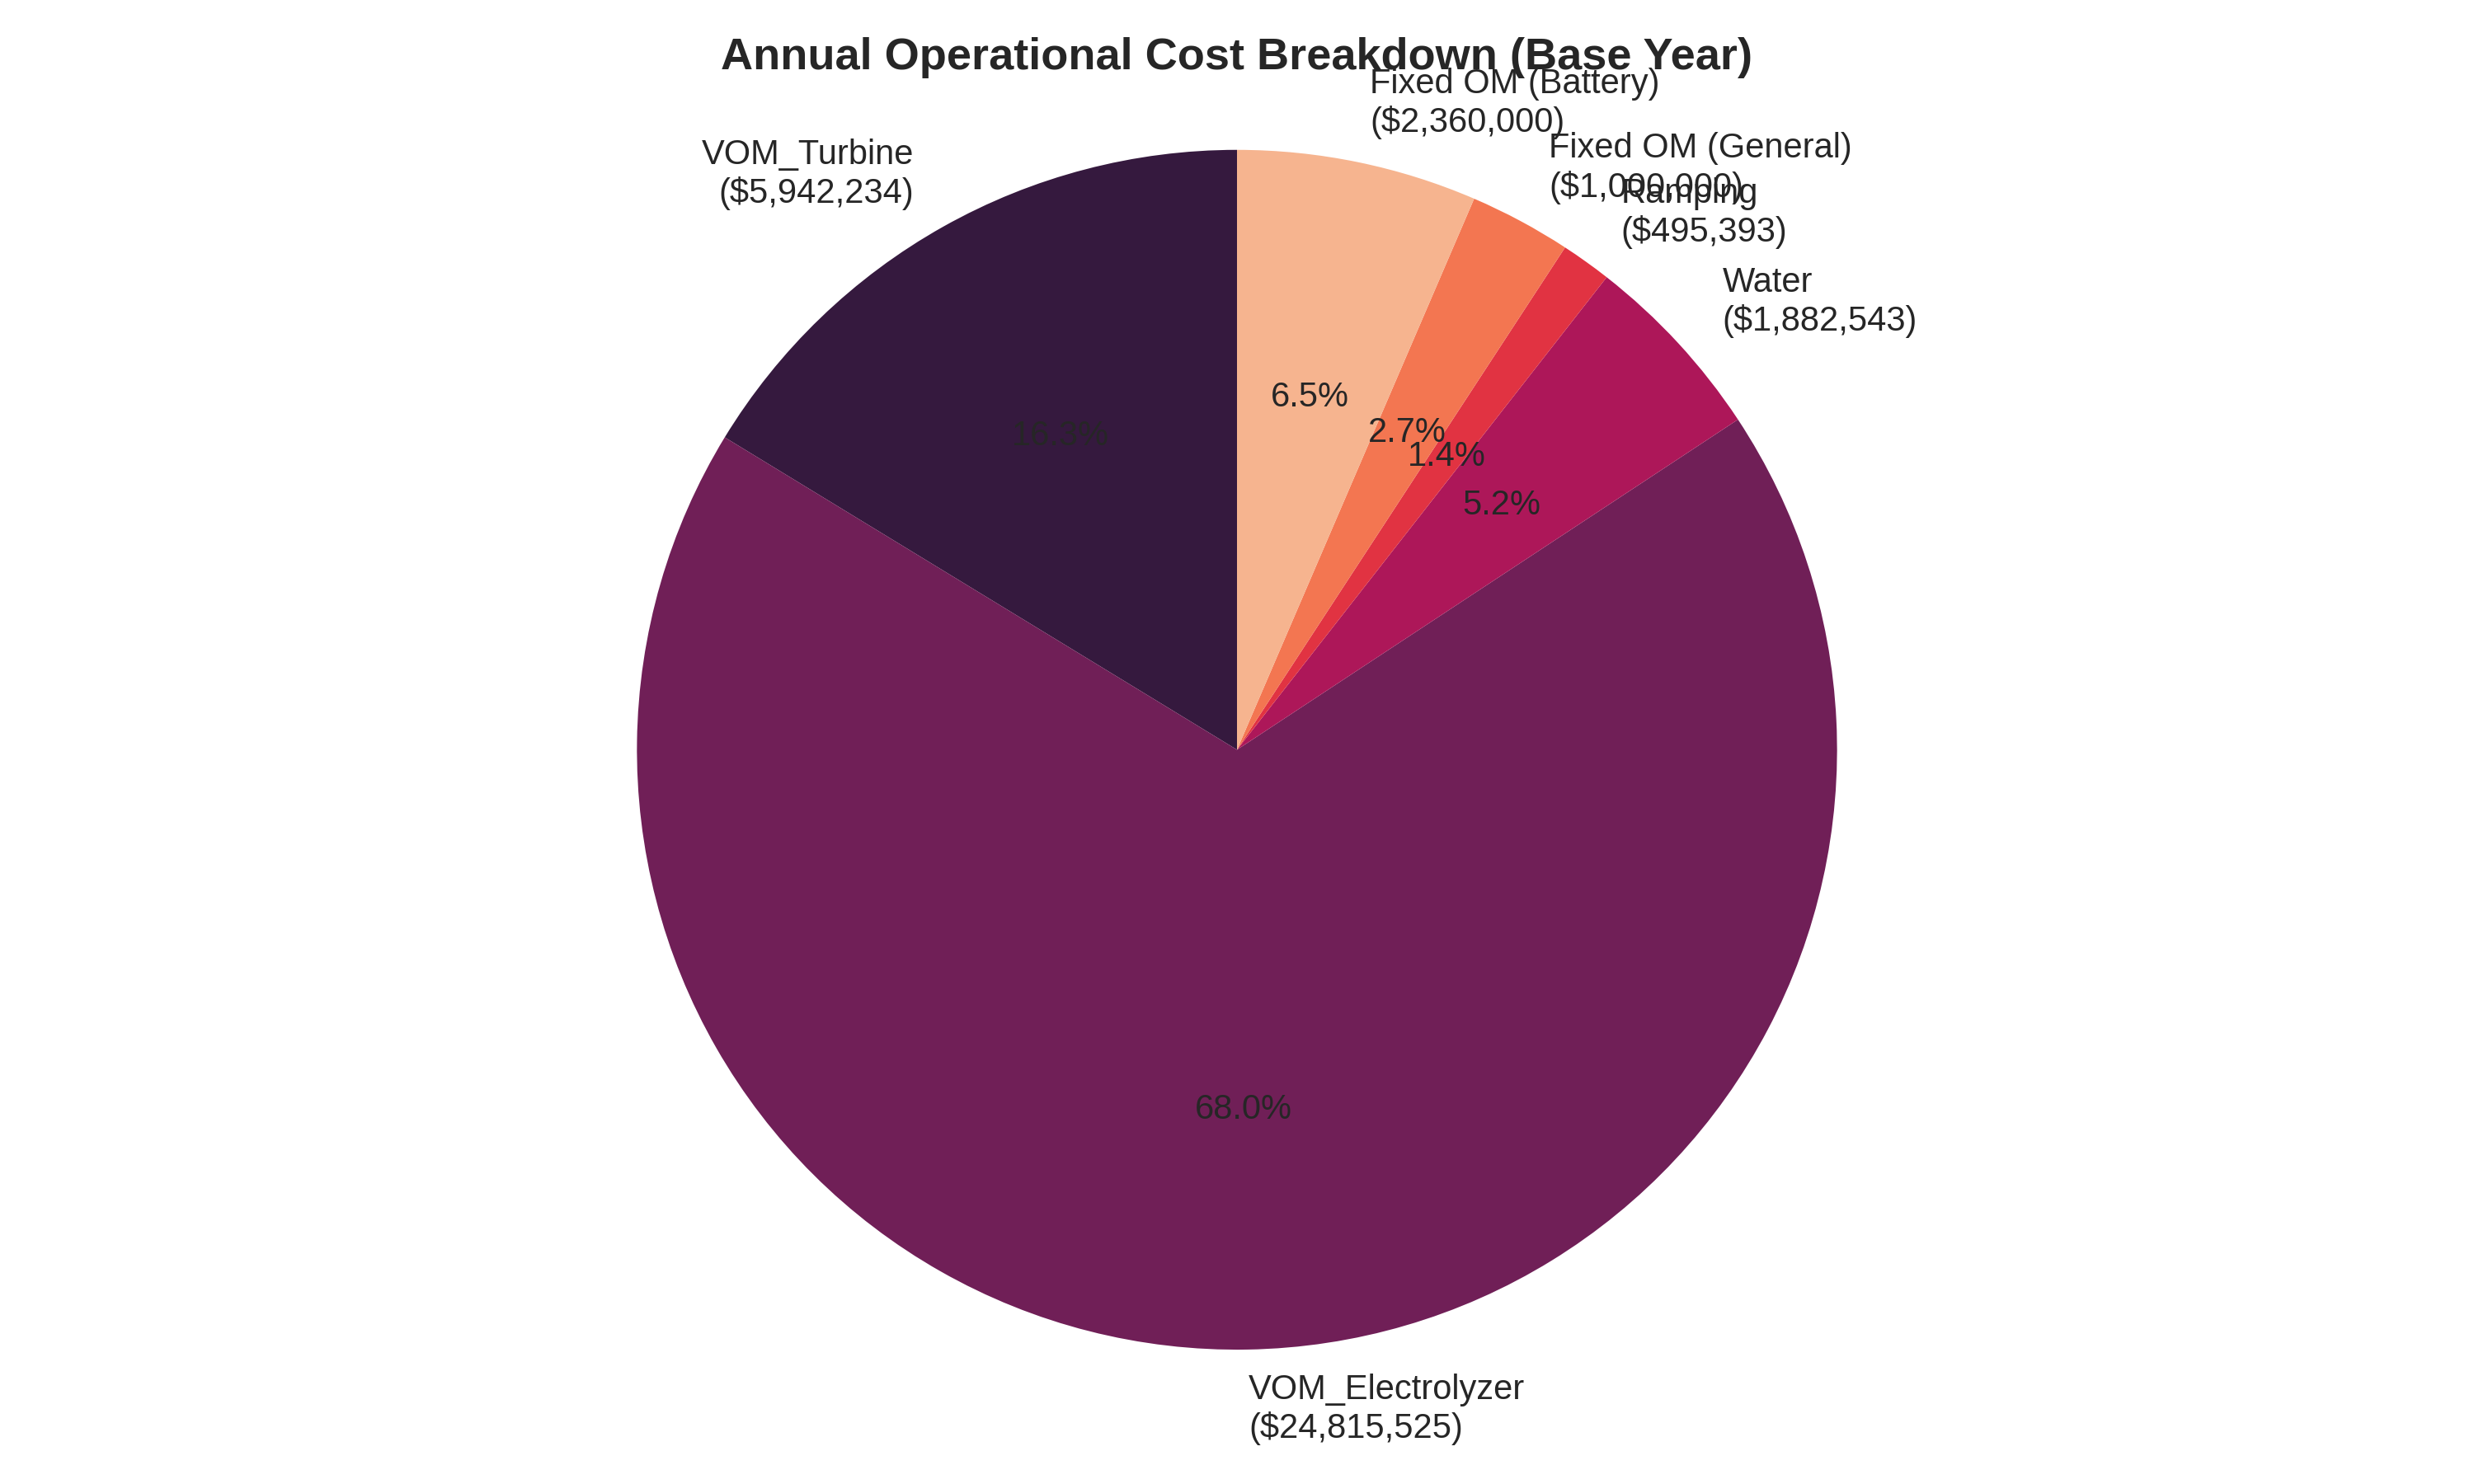 Annual Operational Cost Breakdown (Base Year)
Fixed OM (Battery)
($2,360,000)
VOM_Turbine
($5,942,234)
Fixed OM (General)
($1,000,000)
Ramping
($495,393)
Water
($1,882,543)
6.5%
2.7%
16.3%
1.4%
5.2%
68.0%
VOM_Electrolyzer
($24,815,525)